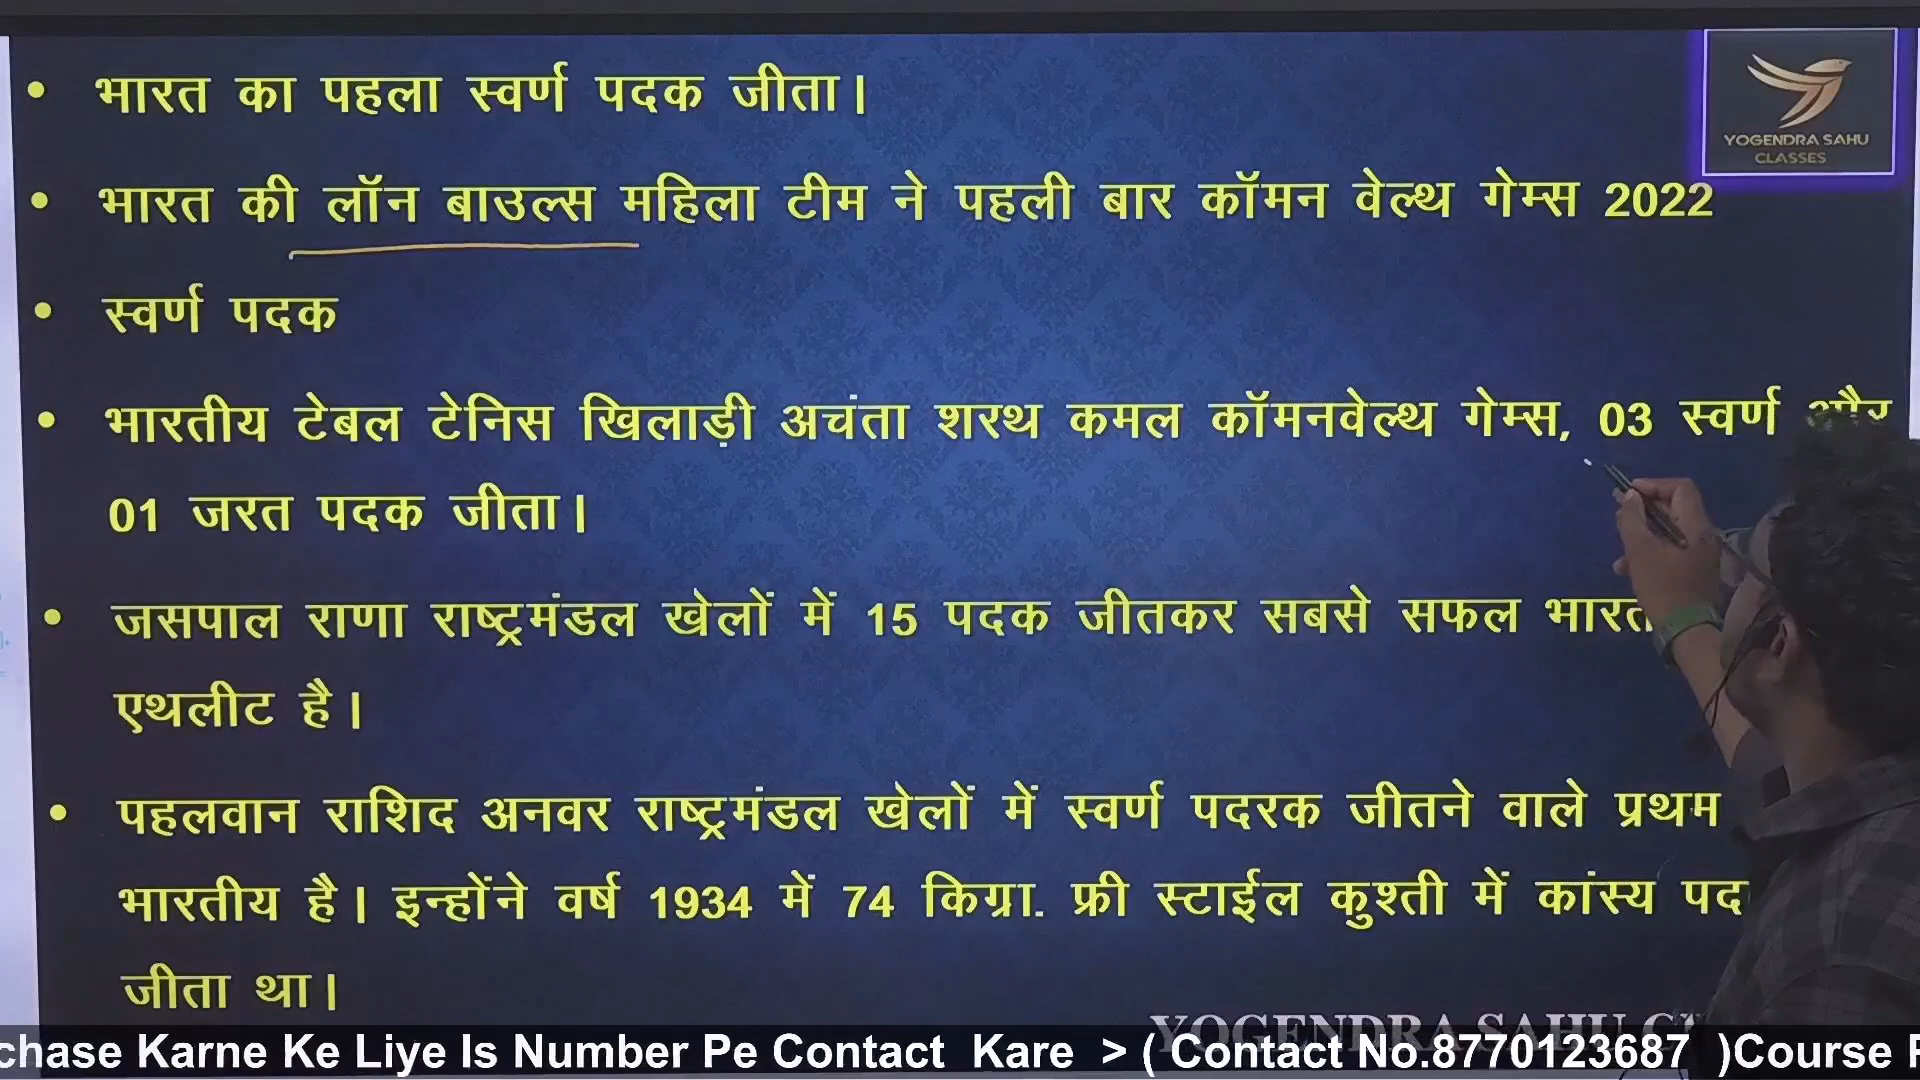 भारत का पहला स्वर्ण पदक जीता।
YOGENDRA SAHU
CLASSES
भारत की लॉन बाउल्स महिला टीम ने पहली बार कॉमन वेल्थ गेम्स 2022
स्वर्ण पदक
भारतीय टेबल टेनिस खिलाड़ी अचंता शरथ कमल कॉमनवेल्थ गेम्स, 03 स्वर्ण और
01 जरत पदक जीता।
जसपाल राणा राष्ट्रमंडल खेलों में 15 पदक जीतकर सबसे सफल
एथलीट है।
पहलवान राशिद अनवर राष्ट्रमंडल खेलों में स्वर्ण पदरक जीतने वाले प्रथम
भारतीय है। इन्होंने वर्ष 1934 में 74 किग्रा. फ्री स्टाईल कुश्ती में कांस्य
जीता था।
YOGENDRA SAHU
Karne Ke Liye Is Number Pe Contact Kare > ( Contact No.8770123687 )Course